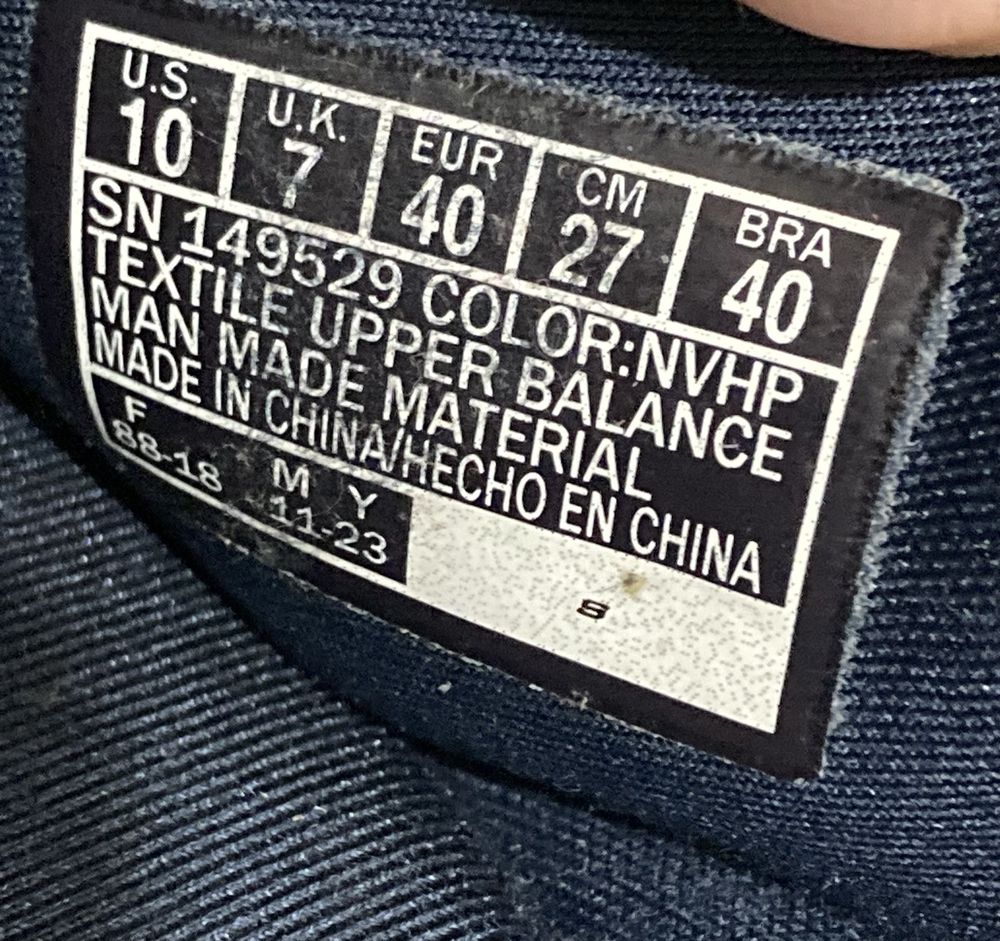 U.S. U.K. EUR CM BRA
10 7 40 27 40
SN 149529 COLOR:NVHP
TEXTILE UPPER BALANCE
MAN MADE MATERIAL
MADE IN CHINA/HECHO EN CHINA
F M Y
88-18 11-23
S